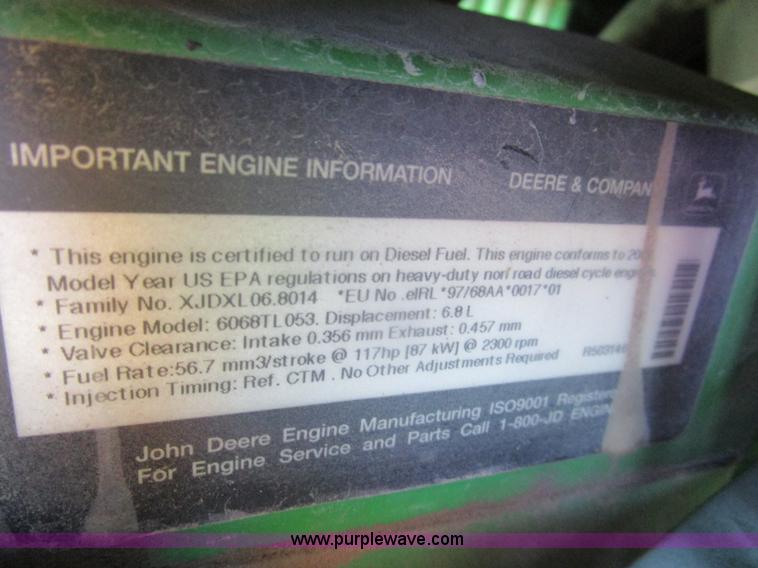 IMPORTANT ENGINE INFORMATION DEERE & COMPAN
* This engine is certified to run on Diesel Fuel. This engine conforms to
Model Year US EPA regulations on heavy-duty non road diesel cycle
* Family No. XJDXL06.8014 *EU No .eIRL *97/68AA*0017*01
* Engine Model: 6068TL053. Displacement: 6.8 L
* Valve Clearance: Intake 0.356 mm Exhaust: 0.457 mm
* Fuel Rate:56.7 mm3/stroke @ 117hp [87 kW] @ 2300 rpm
* Injection Timing: Ref. CTM . No Other Adjustments Required
John Deere Engine Manufacturing ISO9001
For Engine Service and Parts Call 1-800-JD ENGIN
www.purplewave.com